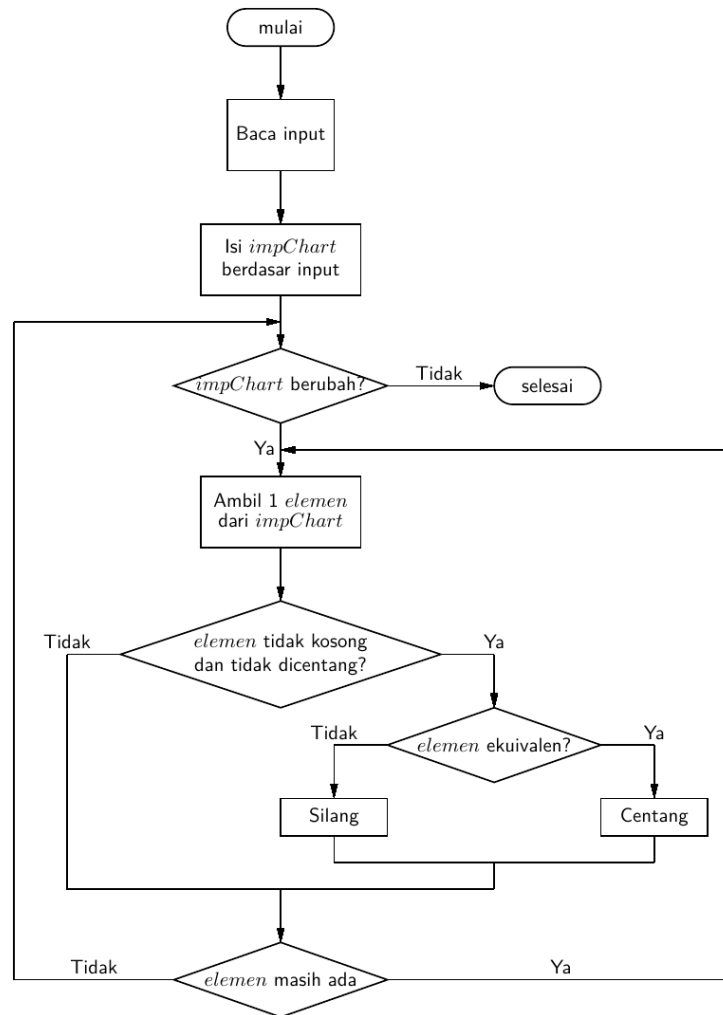 mulai
Baca input
Isi impChart
berdasar input
impChart berubah?
Tidak
selesai
Ya
Ambil 1 elemen
dari impChart
Tidak
elemen tidak kosong
dan tidak dicentang?
Ya
Tidak
elemen ekuivalen?
Ya
Silang
Centang
Tidak
elemen masih ada
Ya